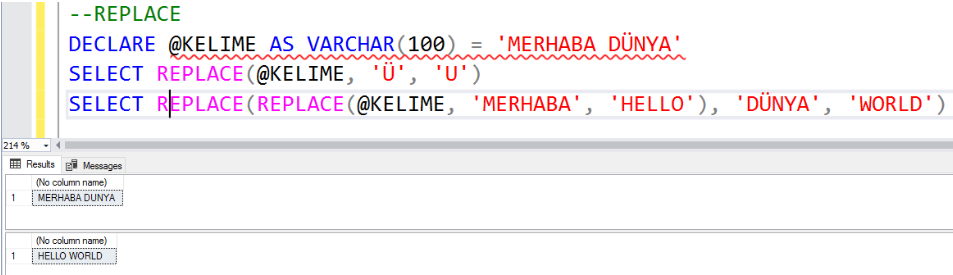 --REPLACE
DECLARE @KELIME AS VARCHAR(100) = 'MERHABA DÜNYA'
SELECT REPLACE(@KELIME, 'Ü', 'U')
SELECT REPLACE(REPLACE(@KELIME, 'MERHABA', 'HELLO'), 'DÜNYA', 'WORLD')
214 %
Results Messages
(No column name)
1 MERHABA DUNYA
(No column name)
1 HELLO WORLD